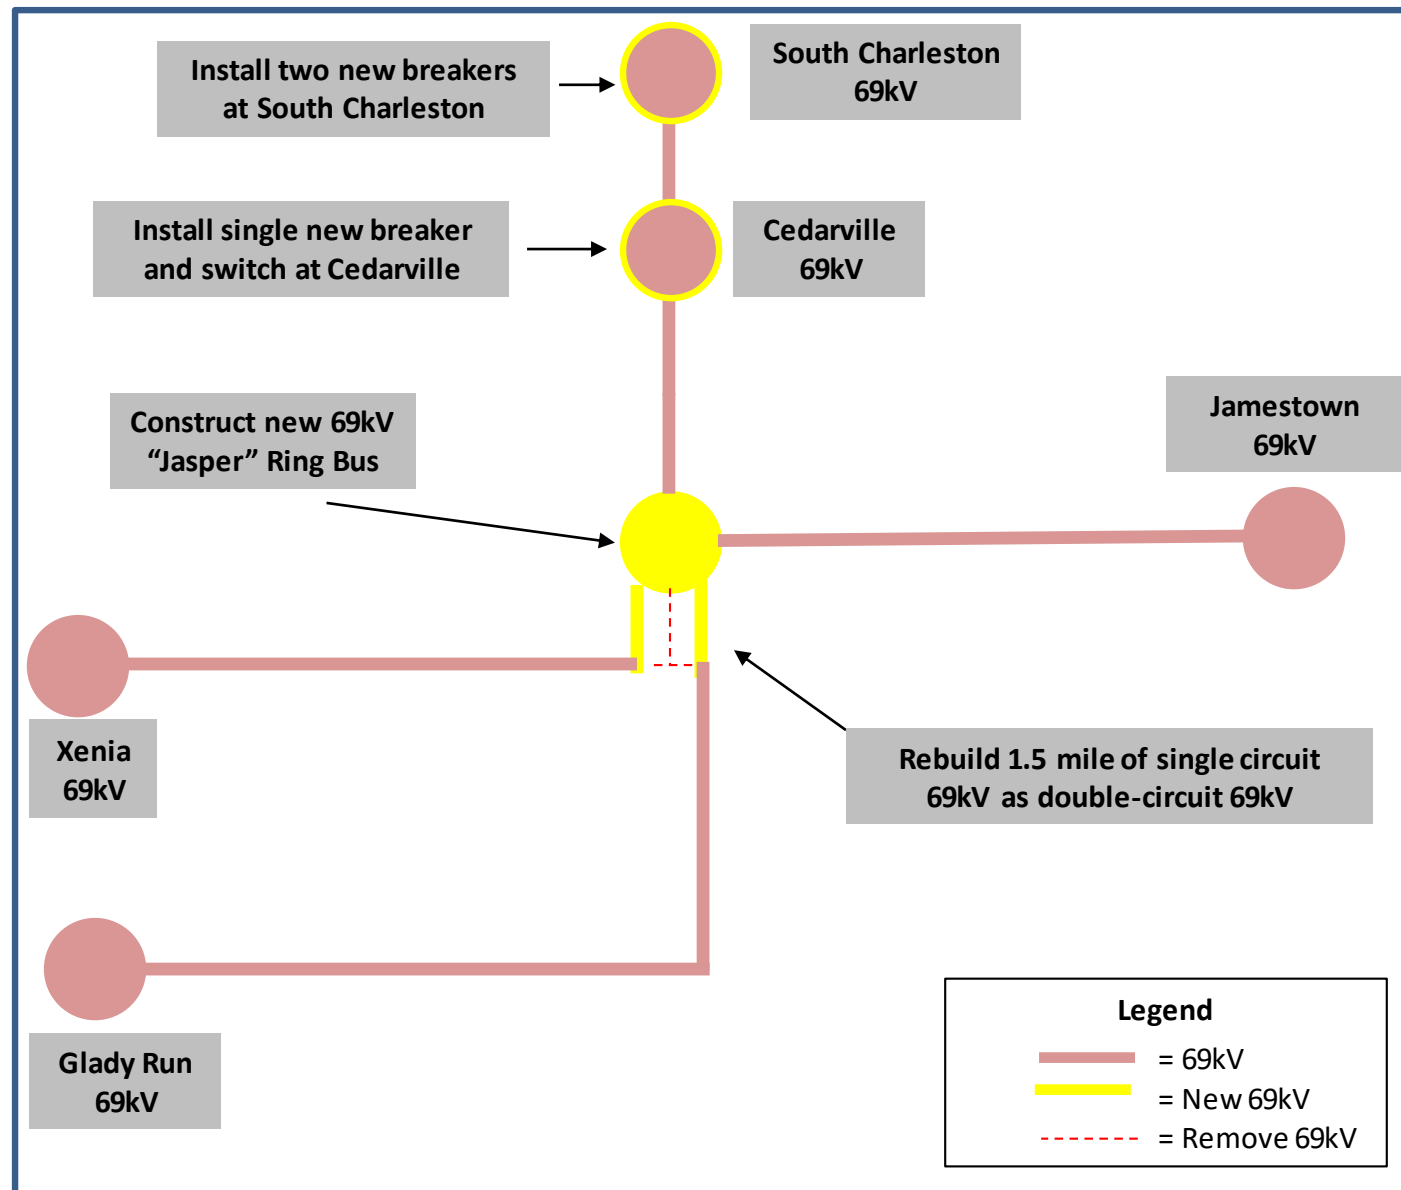 Install two new breakers
at South Charleston
South Charleston
69kV
Install single new breaker
and switch at Cedarville
Cedarville
69kV
Construct new 69kV
“Jasper” Ring Bus
Jamestown
69kV
Xenia
69kV
Rebuild 1.5 mile of single circuit
69kV as double-circuit 69kV
Glady Run
69kV
Legend
= 69kV
= New 69kV
= Remove 69kV